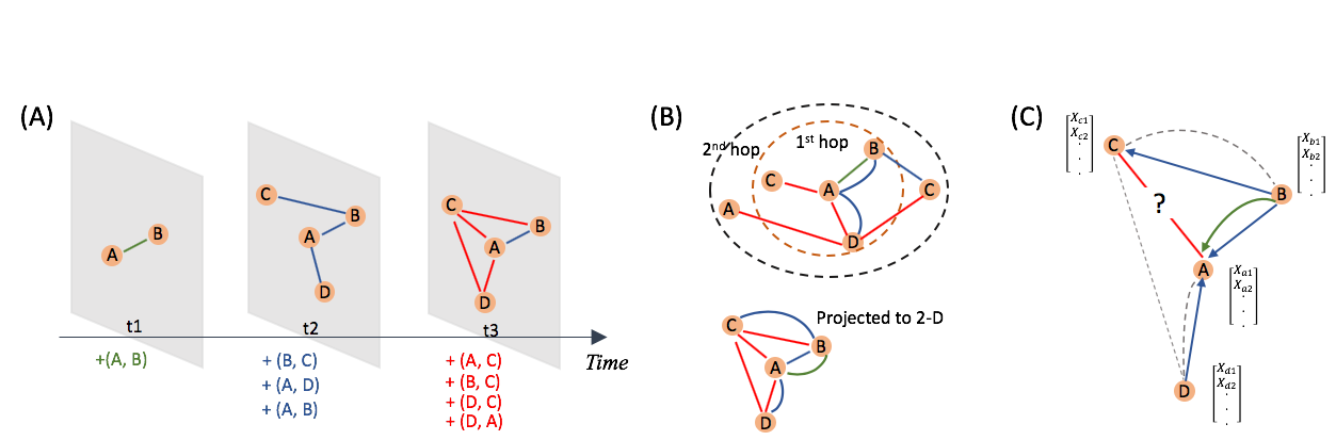 (A)
A
B
t1
+(A, B)
C
B
A
D
t2
+ (B, C)
+ (A, D)
+ (A, B)
C
B
A
D
t3
+ (A, C)
+ (B, C)
+ (D, C)
+ (D, A)
Time
(B)
2nd hop
1st hop
B
C
A
C
A
D
Projected to 2-D
C
B
A
D
(C)
Xc1
Xc2
.
.
C
Xb1
Xb2
.
.
B
?
A
Xa1
Xa2
.
.
D
Xd1
Xd2
.
.